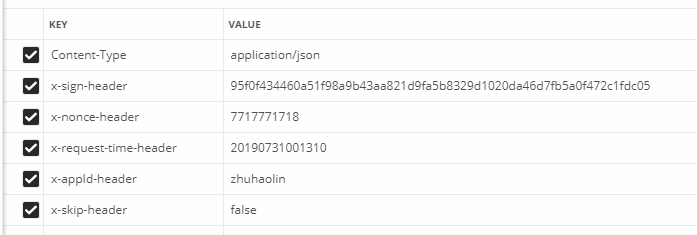 KEY VALUE
Content-Type application/json
x-sign-header 95f0f434460a51f98a9b43aa821d9fa5b8329d1020da46d7fb5a0f472c1fdc05
x-nonce-header 7717771718
x-request-time-header 20190731001310
x-appId-header zhuhaolin
x-skip-header false